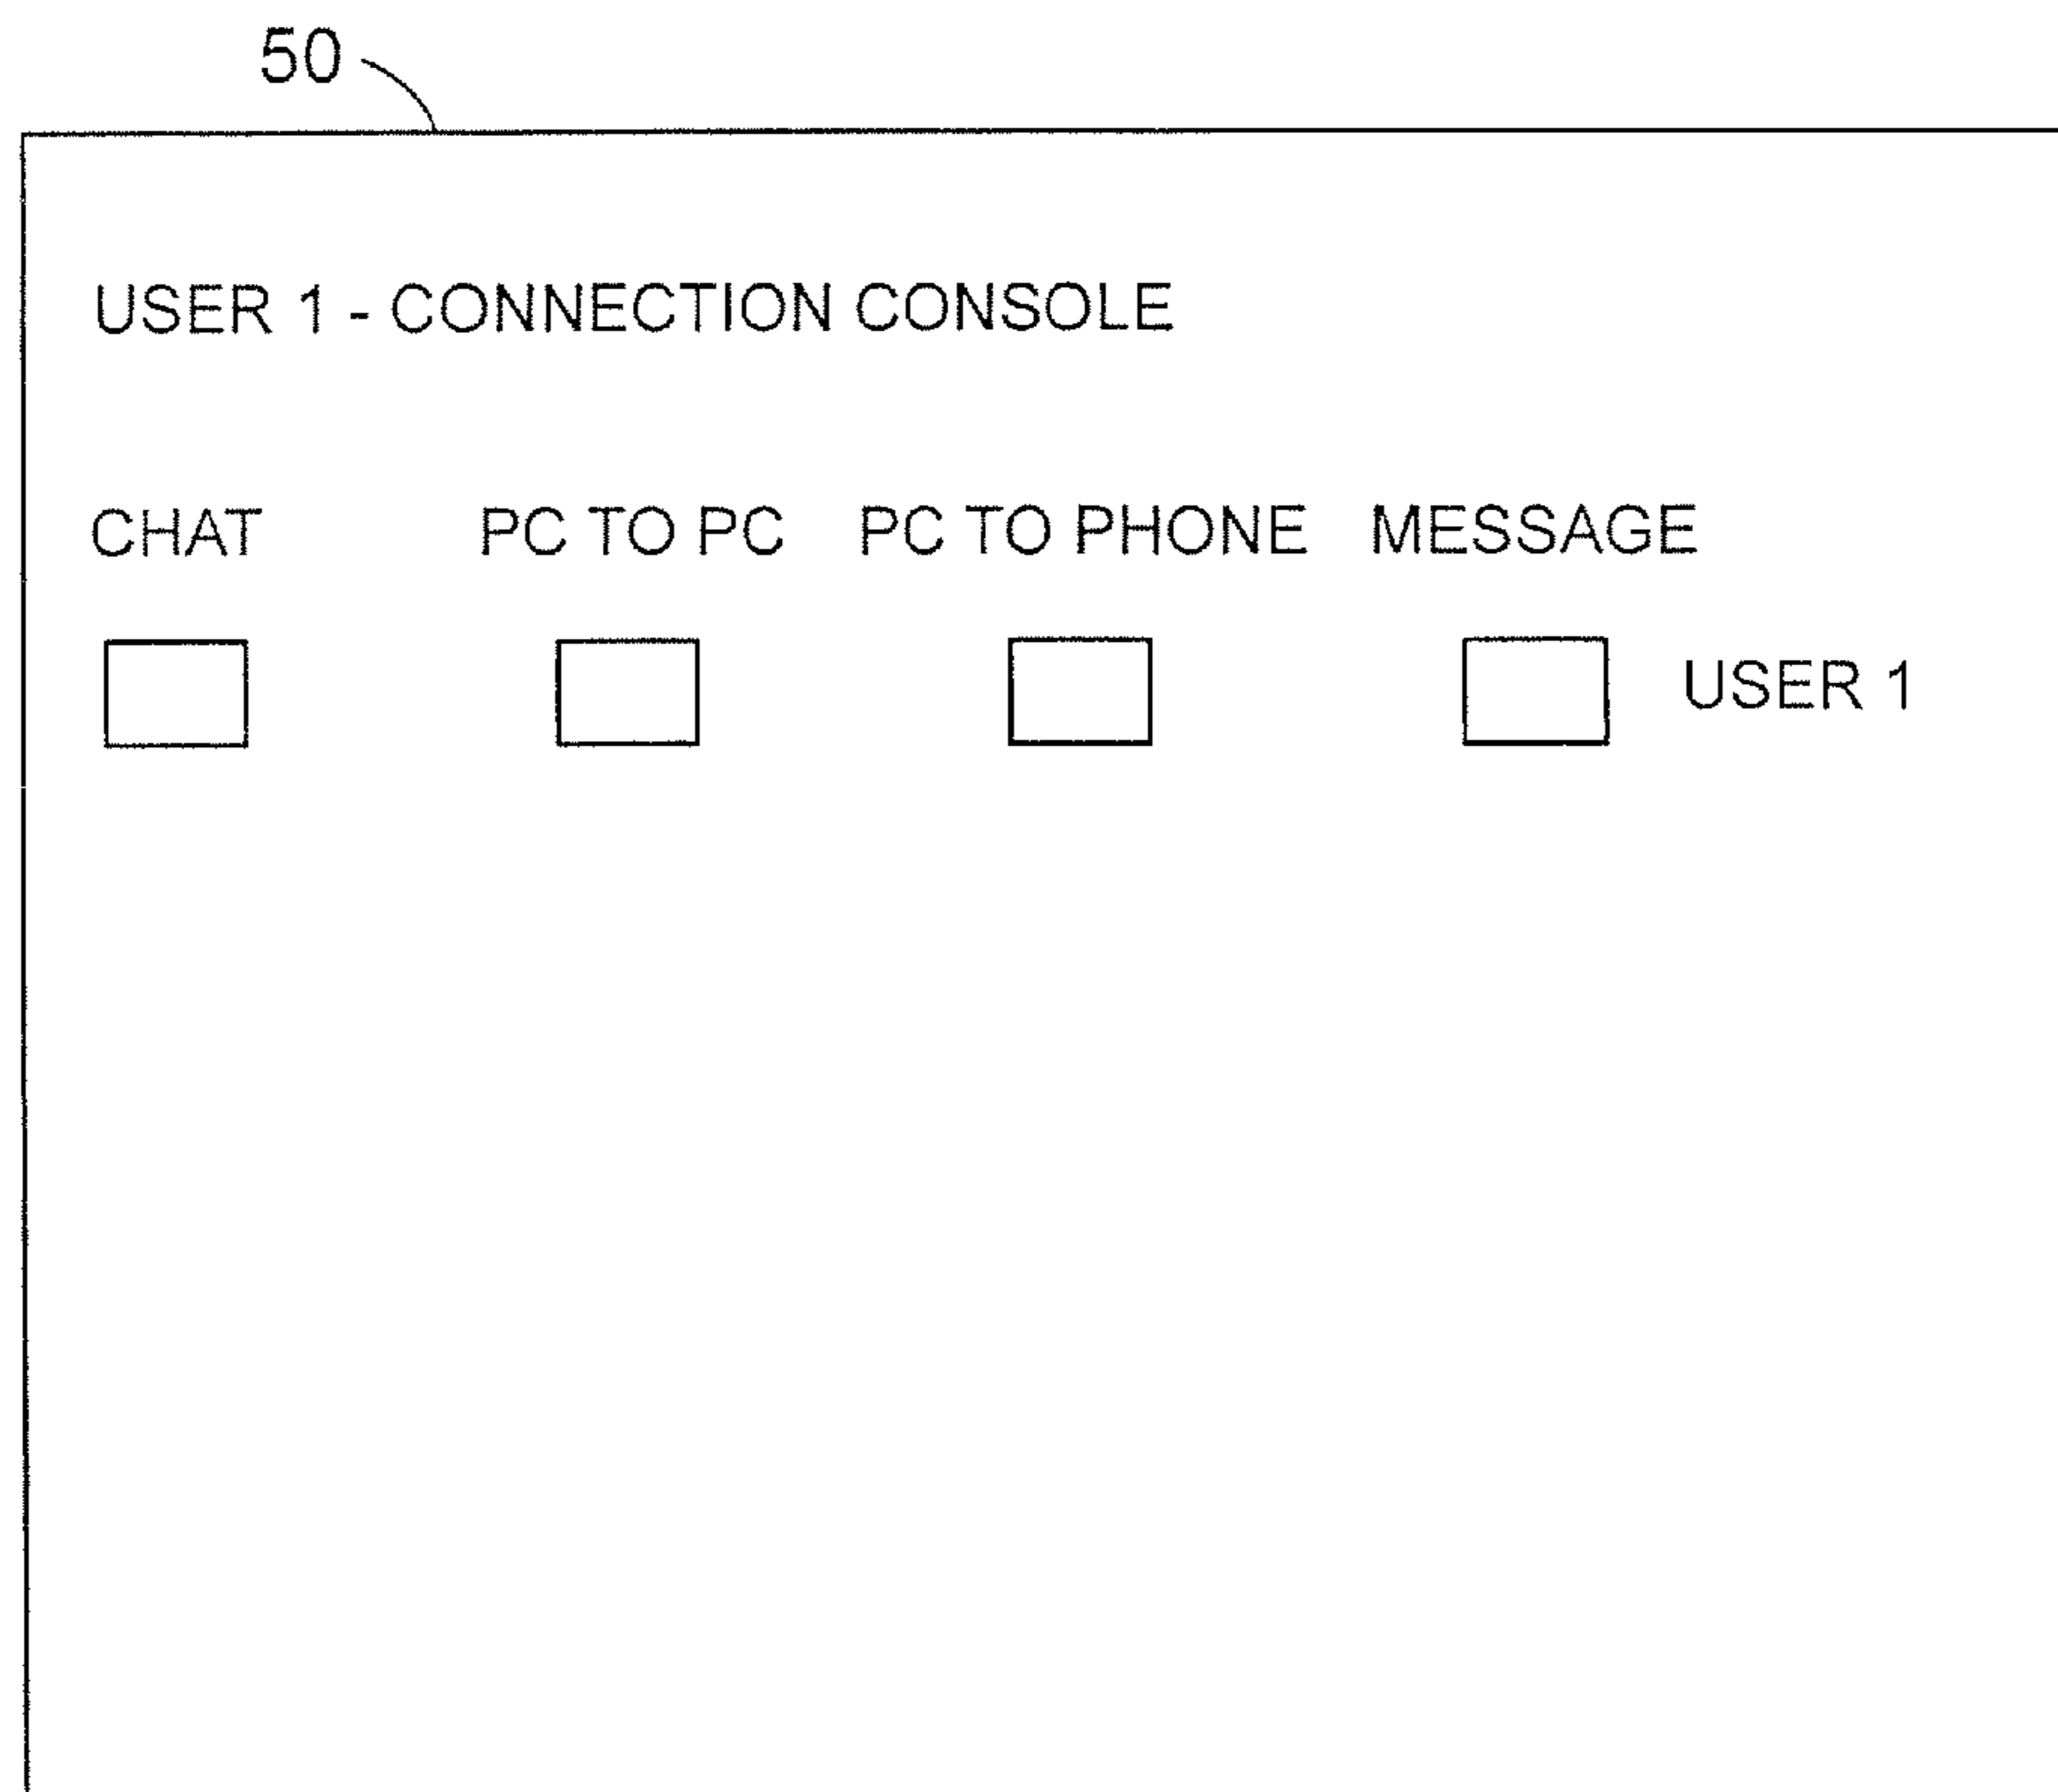 50
USER 1 - CONNECTION CONSOLE
CHAT PC TO PC PC TO PHONE MESSAGE
USER 1